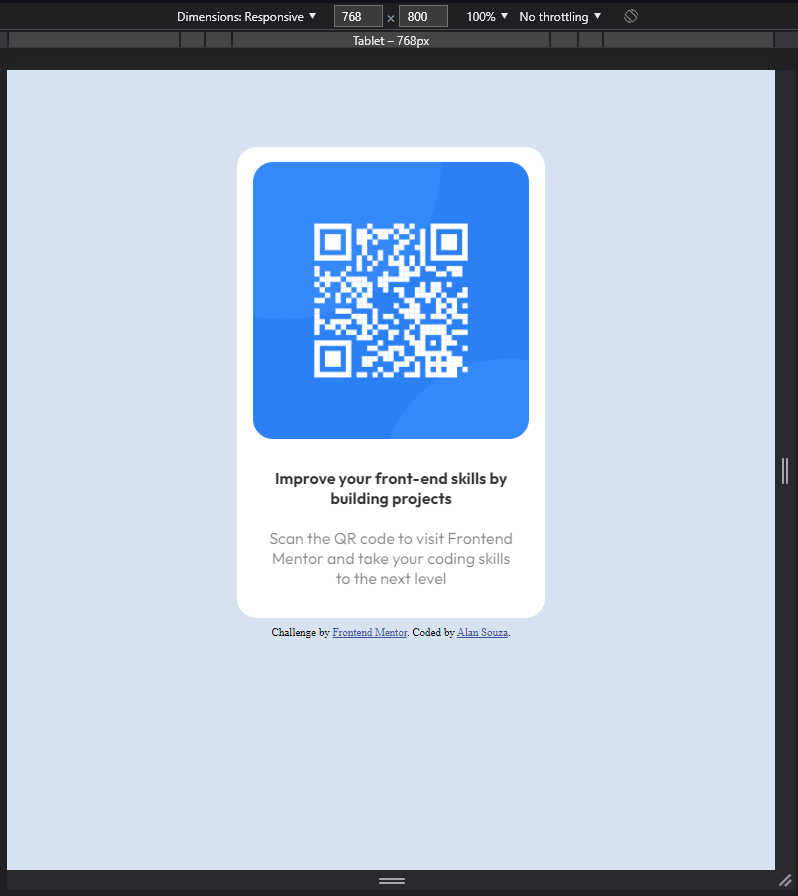 Dimensions: Responsive ▼ 768 × 800 100% ▼ No throttling ▼
Tablet – 768px
Improve your front-end skills by
building projects
Scan the QR code to visit Frontend
Mentor and take your coding skills
to the next level
Challenge by Frontend Mentor. Coded by Alan Souza.